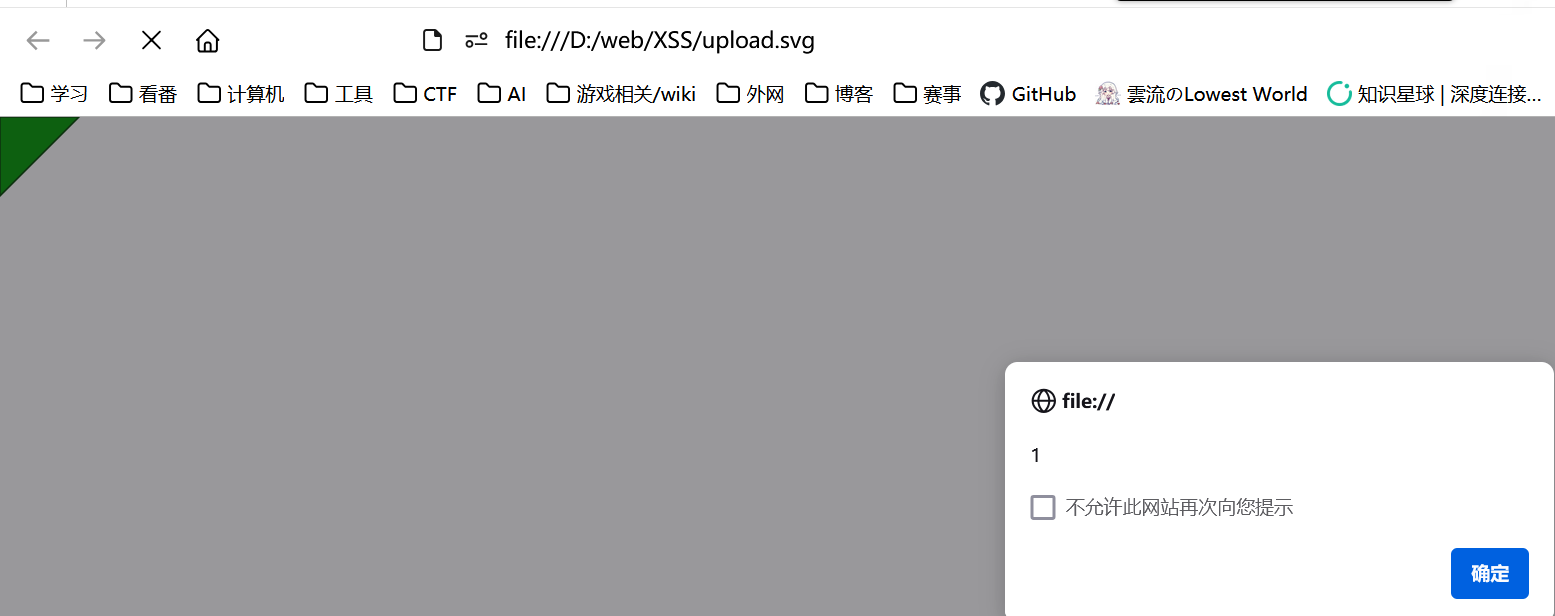 file:///D:/web/XSS/upload.svg
学习 看番 计算机 工具 CTF AI 游戏相关/wiki 外网 博客 赛事 GitHub 雲流のLowest World 知识星球 | 深度连接...
file://
1
不允许此网站再次向您提示
确定